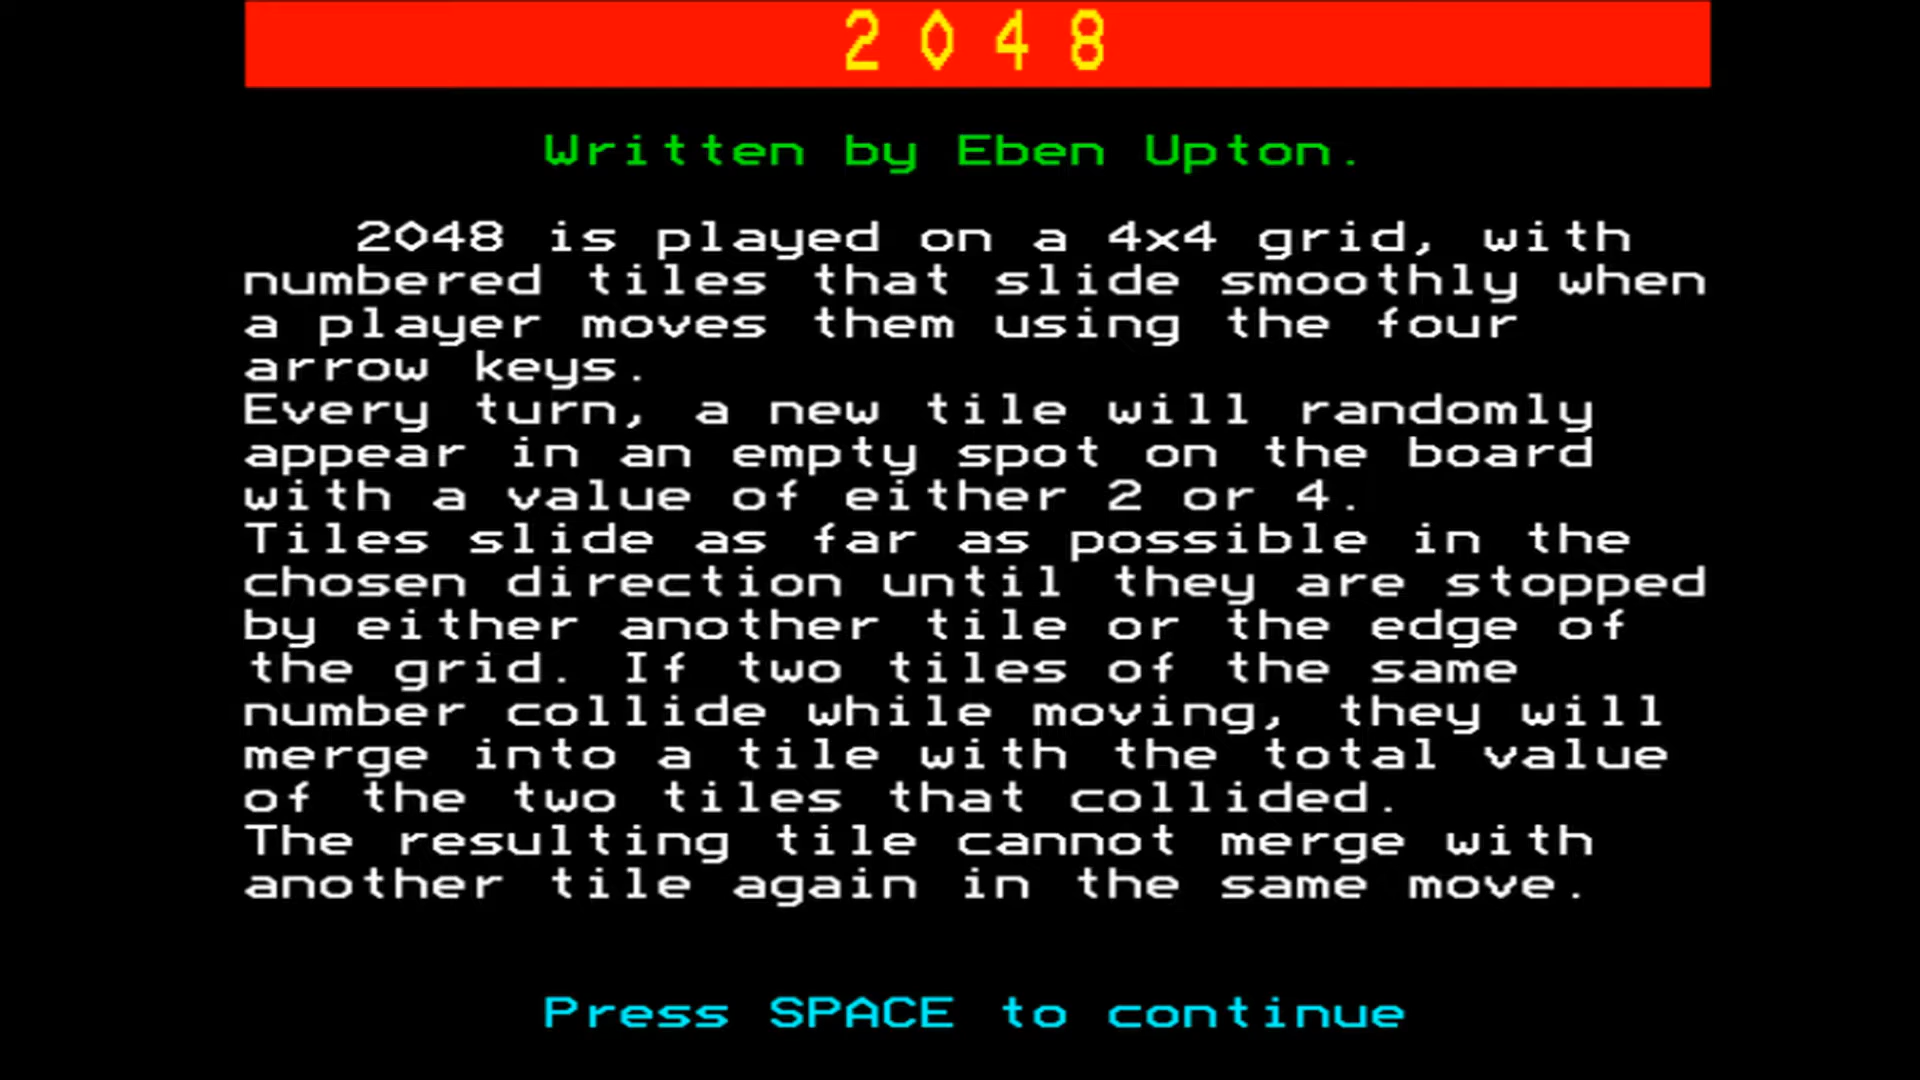 2 0 4 8
Written by Eben Upton.
2048 is played on a 4x4 grid, with
numbered tiles that slide smoothly when
a player moves them using the four
arrow keys.
Every turn, a new tile will randomly
appear in an empty spot on the board
with a value of either 2 or 4.
Tiles slide as far as possible in the
chosen direction until they are stopped
by either another tile or the edge of
the grid. If two tiles of the same
number collide while moving, they will
merge into a tile with the total value
of the two tiles that collided.
The resulting tile cannot merge with
another tile again in the same move.
Press SPACE to continue